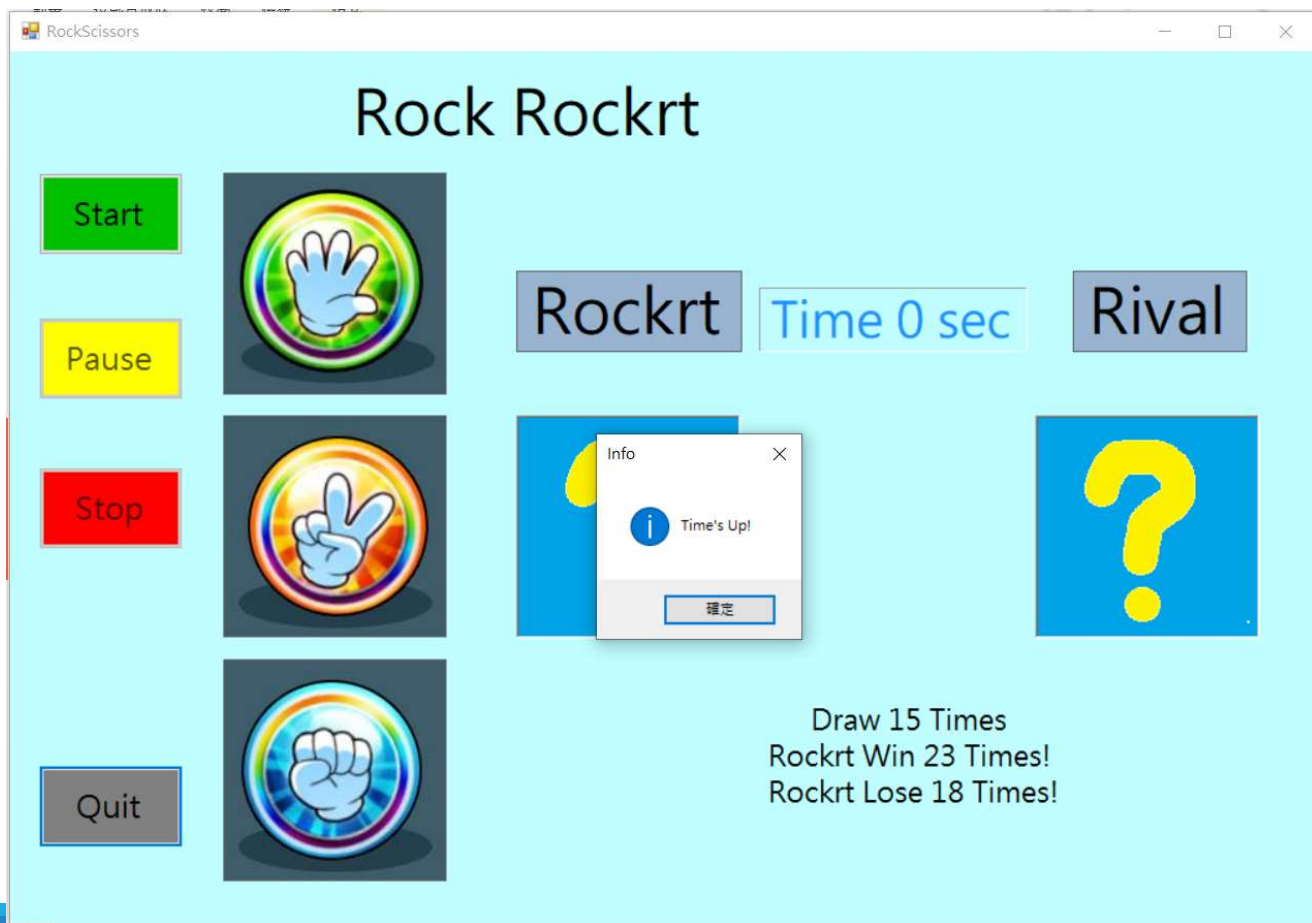 RockScissors
Rock Rockrt
Start
Pause
Stop
Quit
Rockrt
Time 0 sec
Rival
Info
Time's Up!
確定
Draw 15 Times
Rockrt Win 23 Times!
Rockrt Lose 18 Times!